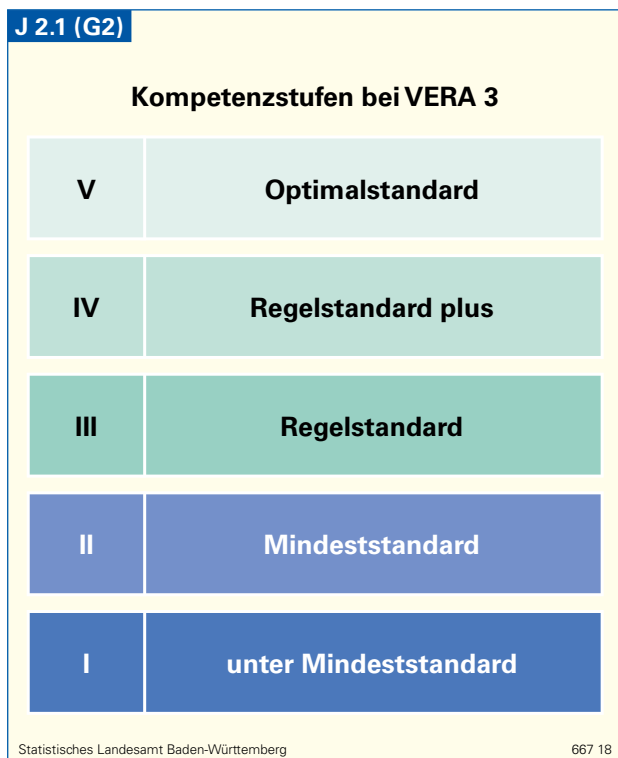 J 2.1 (G2)
Kompetenzstufen bei VERA 3
V Optimalstandard
IV Regelstandard plus
III Regelstandard
II Mindeststandard
I unter Mindeststandard
Statistisches Landesamt Baden-Württemberg 667 18